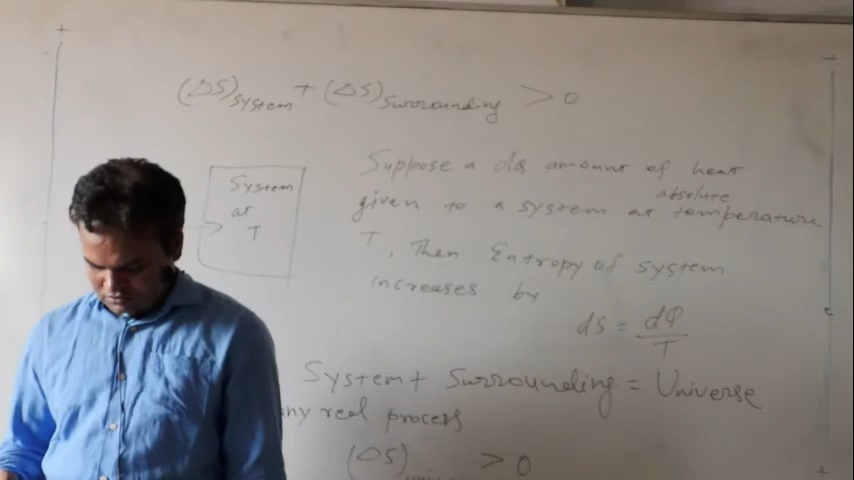 (ΔS)system + (ΔS)surrounding > 0
System
at
T
Suppose a dQ amount of heat
absolute
given to a system at temperature
T. Then Entropy of system
increases by
dS = dQ/T
System + Surrounding = Universe
any real process
(ΔS) > 0